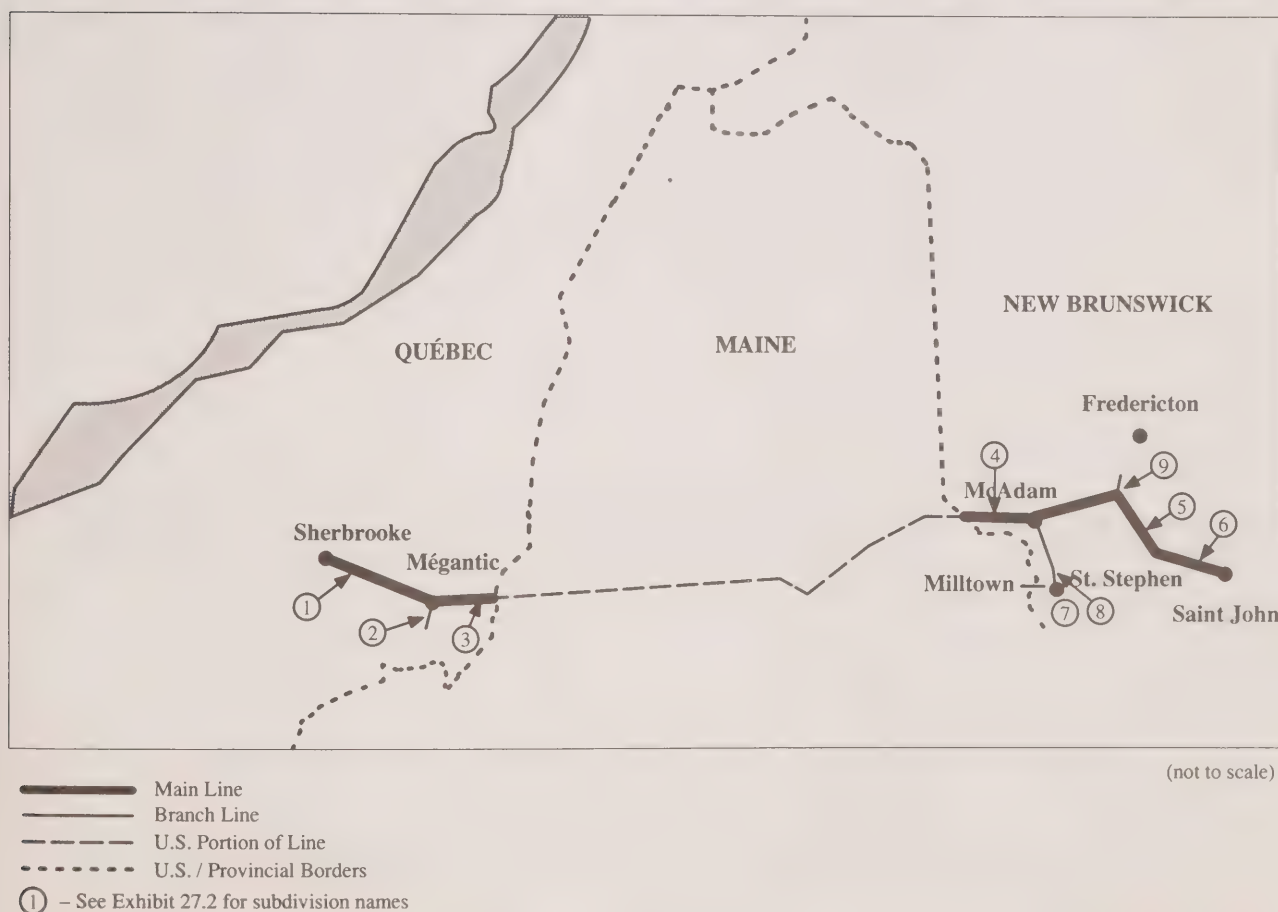 NEW BRUNSWICK
QUÉBEC
MAINE
Fredericton
4
9
McAdam
5
6
Sherbrooke
Mégantic
Milltown
St. Stephen
1
2
3
7
8
Saint John
(not to scale)
Main Line
Branch Line
U.S. Portion of Line
U.S. / Provincial Borders
1 – See Exhibit 27.2 for subdivision names